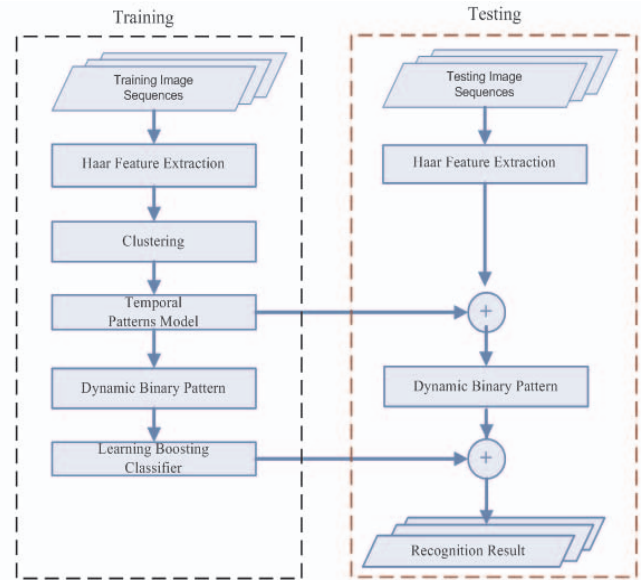 Training
Training Image
Sequences
Haar Feature Extraction
Clustering
Temporal
Patterns Model
Dynamic Binary Pattern
Learning Boosting
Classifier
Testing
Testing Image
Sequences
Haar Feature Extraction
+
Dynamic Binary Pattern
+
Recognition Result